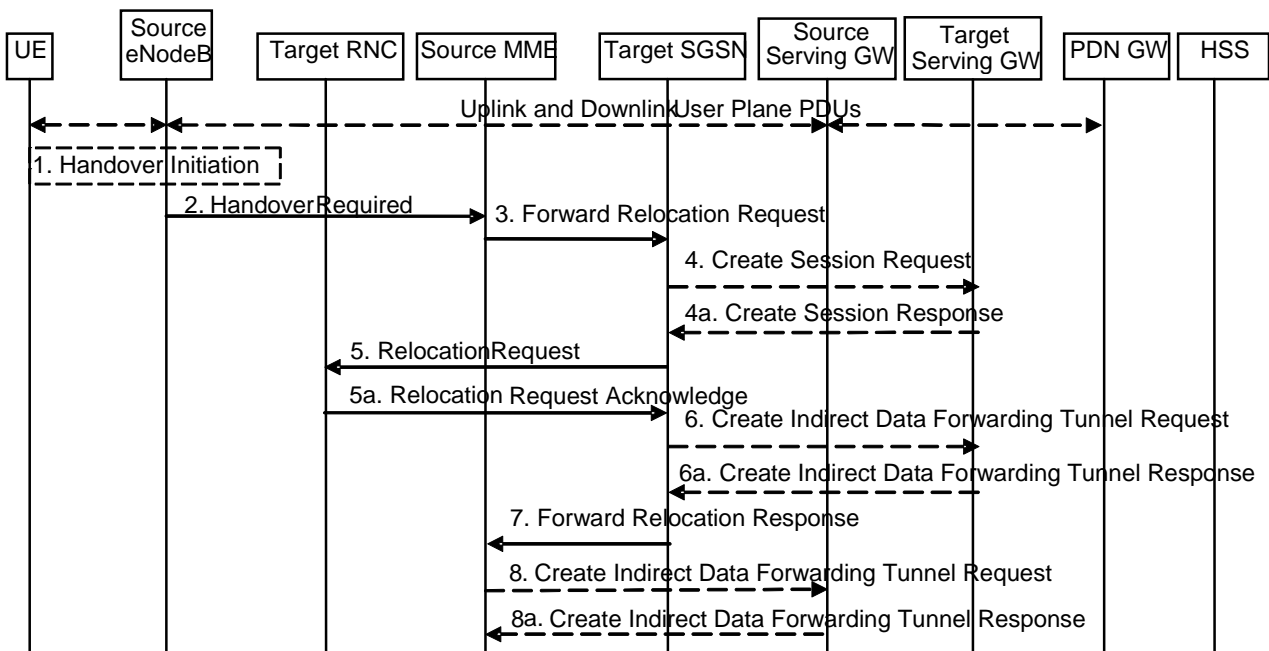 UE
Source
eNodeB
Target RNC
Source MME
Target SGSN
Source
Serving GW
Target
Serving GW
PDN GW
HSS
Uplink and Downlink User Plane PDUs
1. Handover Initiation
2. Handover Required
3. Forward Relocation Request
4. Create Session Request
4a. Create Session Response
5. Relocation Request
5a. Relocation Request Acknowledge
6. Create Indirect Data Forwarding Tunnel Request
6a. Create Indirect Data Forwarding Tunnel Response
7. Forward Relocation Response
8. Create Indirect Data Forwarding Tunnel Request
8a. Create Indirect Data Forwarding Tunnel Response